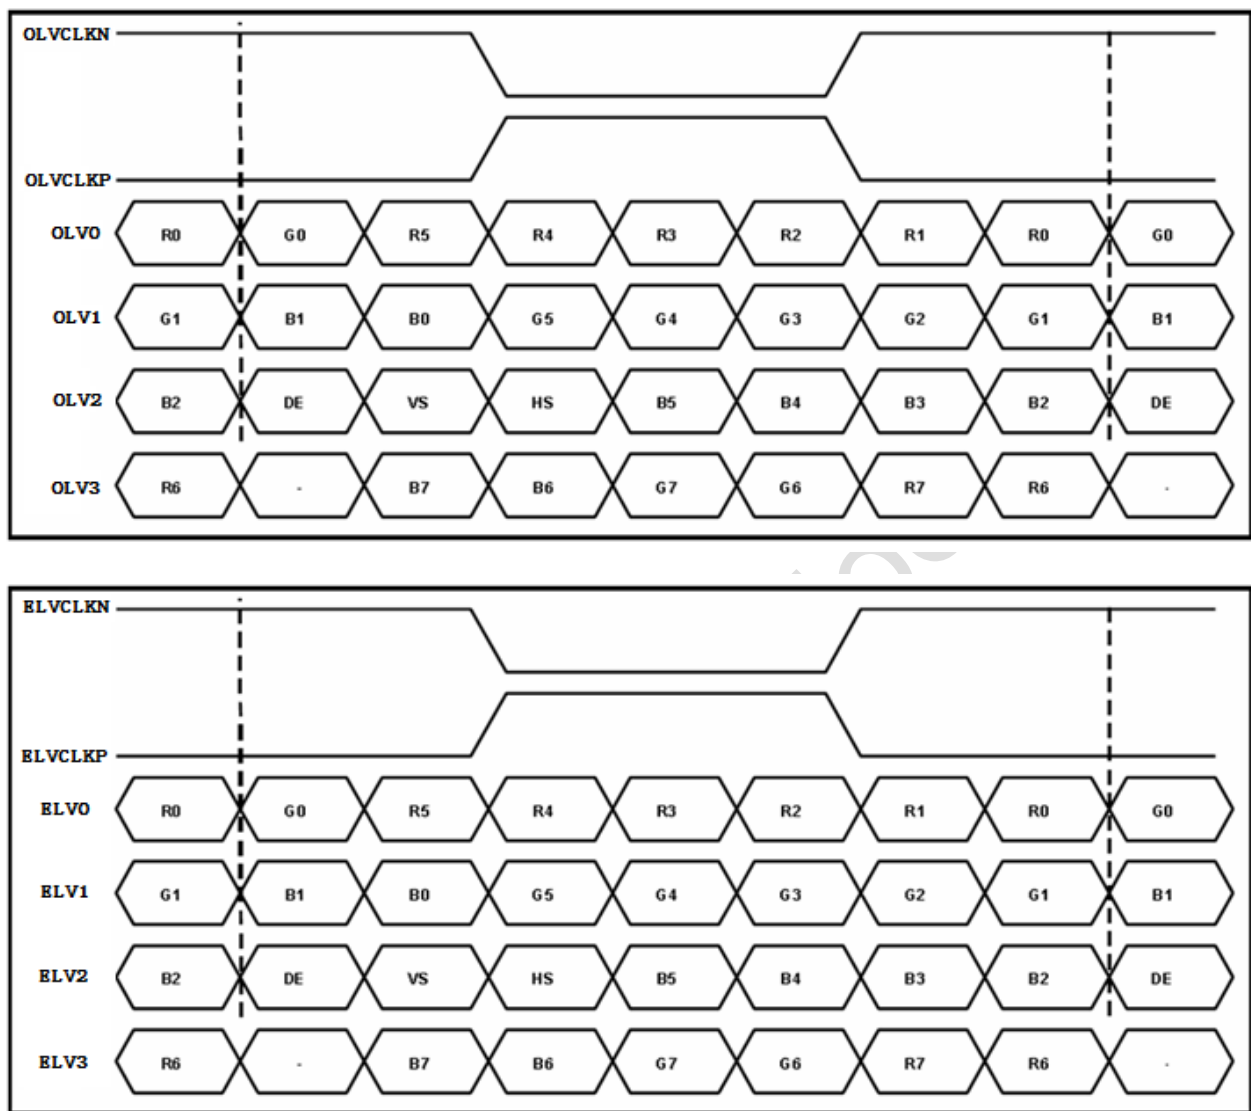 OLVCLKN
OLVCLKP
OLV0 R0 G0 R5 R4 R3 R2 R1 R0 G0
OLV1 G1 B1 B0 G5 G4 G3 G2 G1 B1
OLV2 B2 DE VS HS B5 B4 B3 B2 DE
OLV3 R6 - B7 B6 G7 G6 R7 R6 -
ELVCLKN
ELVCLKP
ELV0 R0 G0 R5 R4 R3 R2 R1 R0 G0
ELV1 G1 B1 B0 G5 G4 G3 G2 G1 B1
ELV2 B2 DE VS HS B5 B4 B3 B2 DE
ELV3 R6 - B7 B6 G7 G6 R7 R6 -